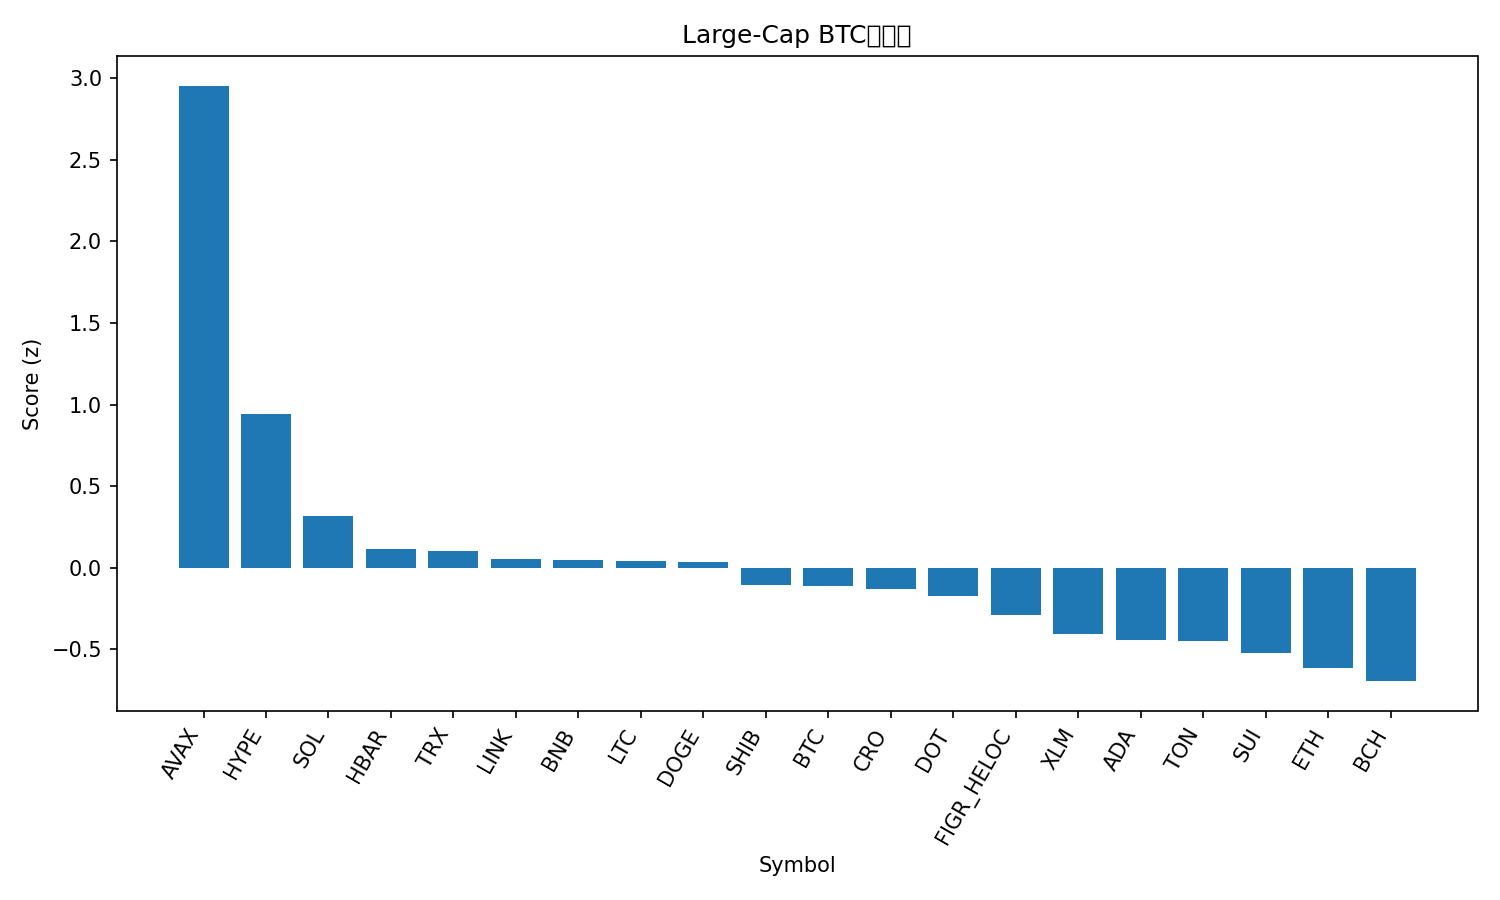 Large-Cap BTC
3.0
2.5
2.0
1.5
1.0
0.5
0.0
−0.5
Score (z)
AVAX
HYPE
SOL
HBAR
TRX
LINK
BNB
LTC
DOGE
SHIB
BTC
CRO
DOT
FIGR_HELOC
XLM
ADA
TON
SUI
ETH
BCH
Symbol